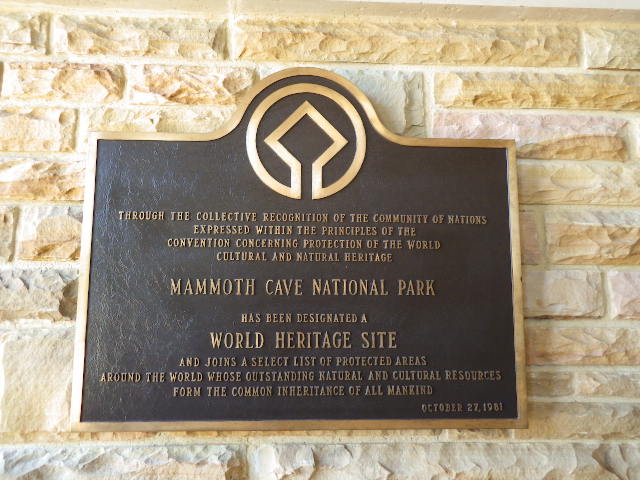 THROUGH THE COLLECTIVE RECOGNITION OF THE COMMUNITY OF NATIONS
EXPRESSED WITHIN THE PRINCIPLES OF THE
CONVENTION CONCERNING PROTECTION OF THE WORLD
CULTURAL AND NATURAL HERITAGE
MAMMOTH CAVE NATIONAL PARK
HAS BEEN DESIGNATED A
WORLD HERITAGE SITE
AND JOINS A SELECT LIST OF PROTECTED AREAS
AROUND THE WORLD WHOSE OUTSTANDING NATURAL AND CULTURAL RESOURCES
FORM THE COMMON INHERITANCE OF ALL MANKIND
OCTOBER 27, 1981